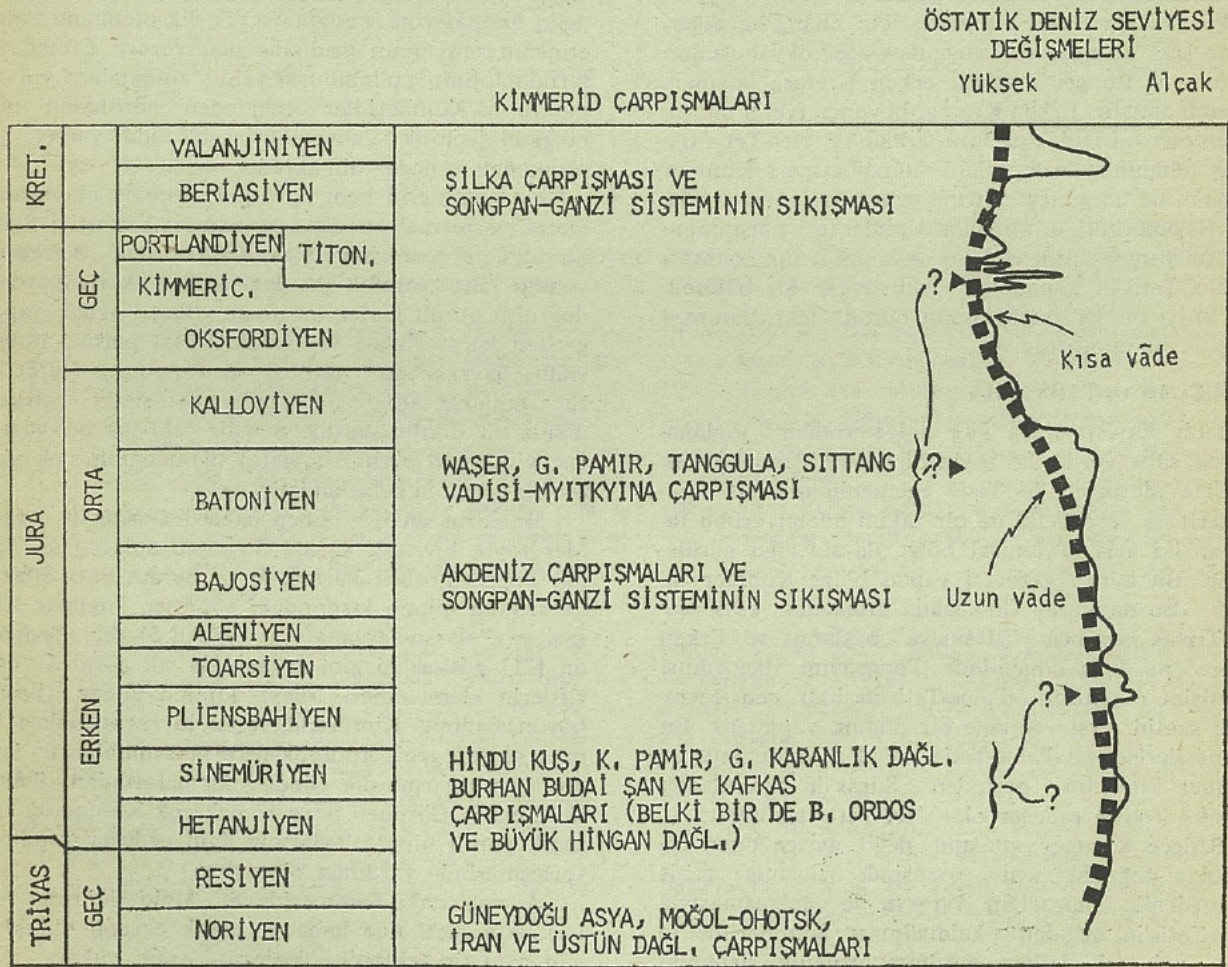 ÖSTATİK DENİZ SEVİYESİ
DEĞİŞMELERİ
Yüksek Alçak
KİMMERİD ÇARPIŞMALARI
KRET.
VALANJİNİYEN
BERİASİYEN
ŞİLKA ÇARPIŞMASI VE
SONGPAN-GANZİ SİSTEMİNİN SIKIŞMASI
JURA
GEÇ
PORTLANDİYEN
TİTON.
KİMMERİC.
OKSFORDİYEN
?
Kısa vâde
ORTA
KALLOVİYEN
BATONİYEN
WAŞER, G. PAMIR, TANGGULA, SITTANG
VADİSİ-MYITKYINA ÇARPIŞMASI
?
BAJOSİYEN
AKDENİZ ÇARPIŞMALARI VE
SONGPAN-GANZİ SİSTEMİNİN SIKIŞMASI
Uzun vâde
ALENİYEN
ERKEN
TOARSİYEN
PLİENSBAHİYEN
?
SİNEMÜRİYEN
HETANJİYEN
HİNDU KUŞ, K. PAMİR, G. KARANLIK DAĞL.
BURHAN BUDAİ ŞAN VE KAFKAS
ÇARPIŞMALARI (BELKİ BİR DE B. ORDOS
VE BÜYÜK HİNGAN DAĞL.)
?
TRİYAS
GEÇ
RESİYEN
NORİYEN
GÜNEYDOĞU ASYA, MOĞOL-OHOTSK,
İRAN VE ÜSTÜN DAĞL. ÇARPIŞMALARI